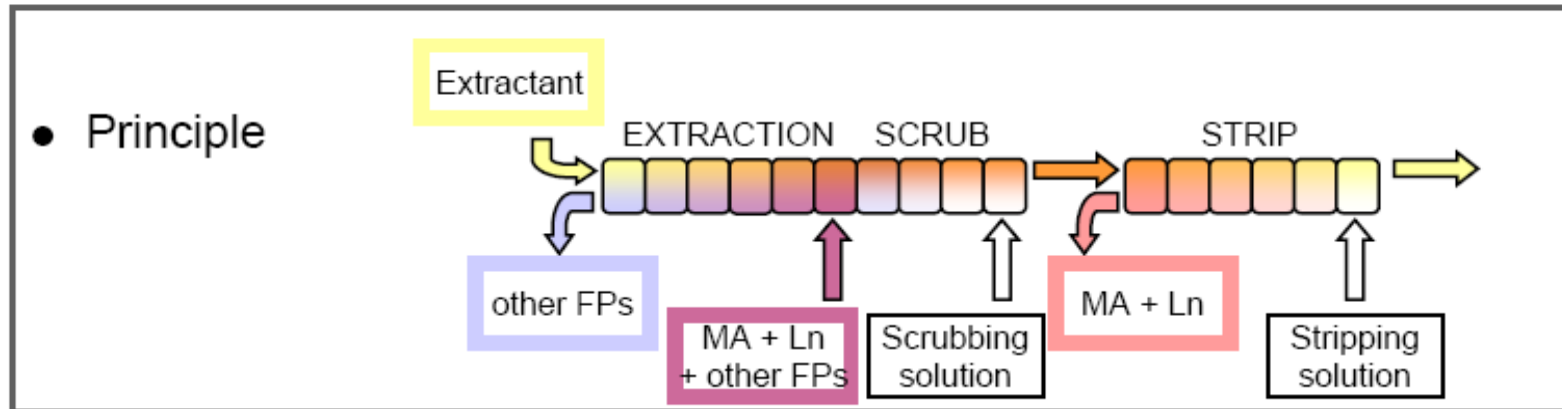 Extractant
● Principle
EXTRACTION SCRUB STRIP
other FPs
MA + Ln
+ other FPs
Scrubbing
solution
MA + Ln
Stripping
solution